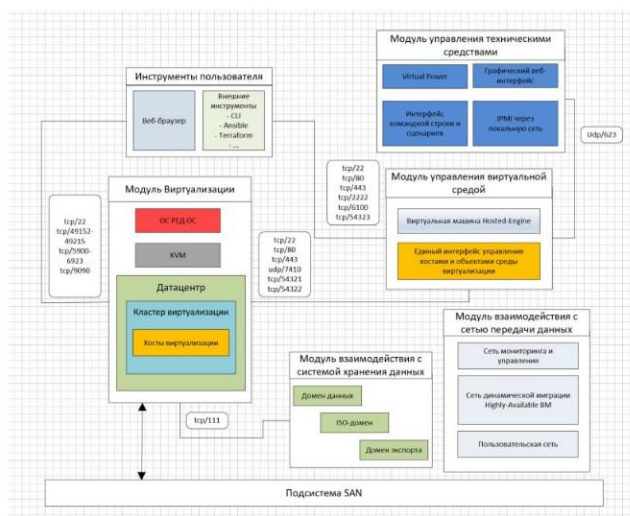 Модуль управления техническими
средствами
Virtual Power
Графический веб-
интерфейс
Интерфейс
командной строки и
сценариев
IPMI через
локальную сеть
Инструменты пользователя
Веб-браузер
Внешние
инструменты
- CLI
- Ansible
- Terraform
- ...
Udp/623
tcp/22
tcp/80
tcp/443
tcp/2222
tcp/6100
tcp/54323
Модуль управления виртуальной
средой
Виртуальная машина Hosted-Engine
Единый интерфейс управления
хостами и объектами среды
виртуализации
Модуль Виртуализации
ОС РЕД ОС
KVM
Датацентр
Кластер виртуализации
Хосты виртуализации
tcp/22
tcp/49152-
49215
tcp/5900-
6923
tcp/9090
tcp/22
tcp/80
tcp/443
udp/7410
tcp/54321
tcp/54322
Модуль взаимодействия с
сетью передачи данных
Сеть мониторинга и
управления
Сеть динамической миграции
Highly-Available ВМ
Пользовательская сеть
Модуль взаимодействия с
системой хранения данных
Домен данных
ISO-домен
Домен экспорта
tcp/111
Подсистема SAN